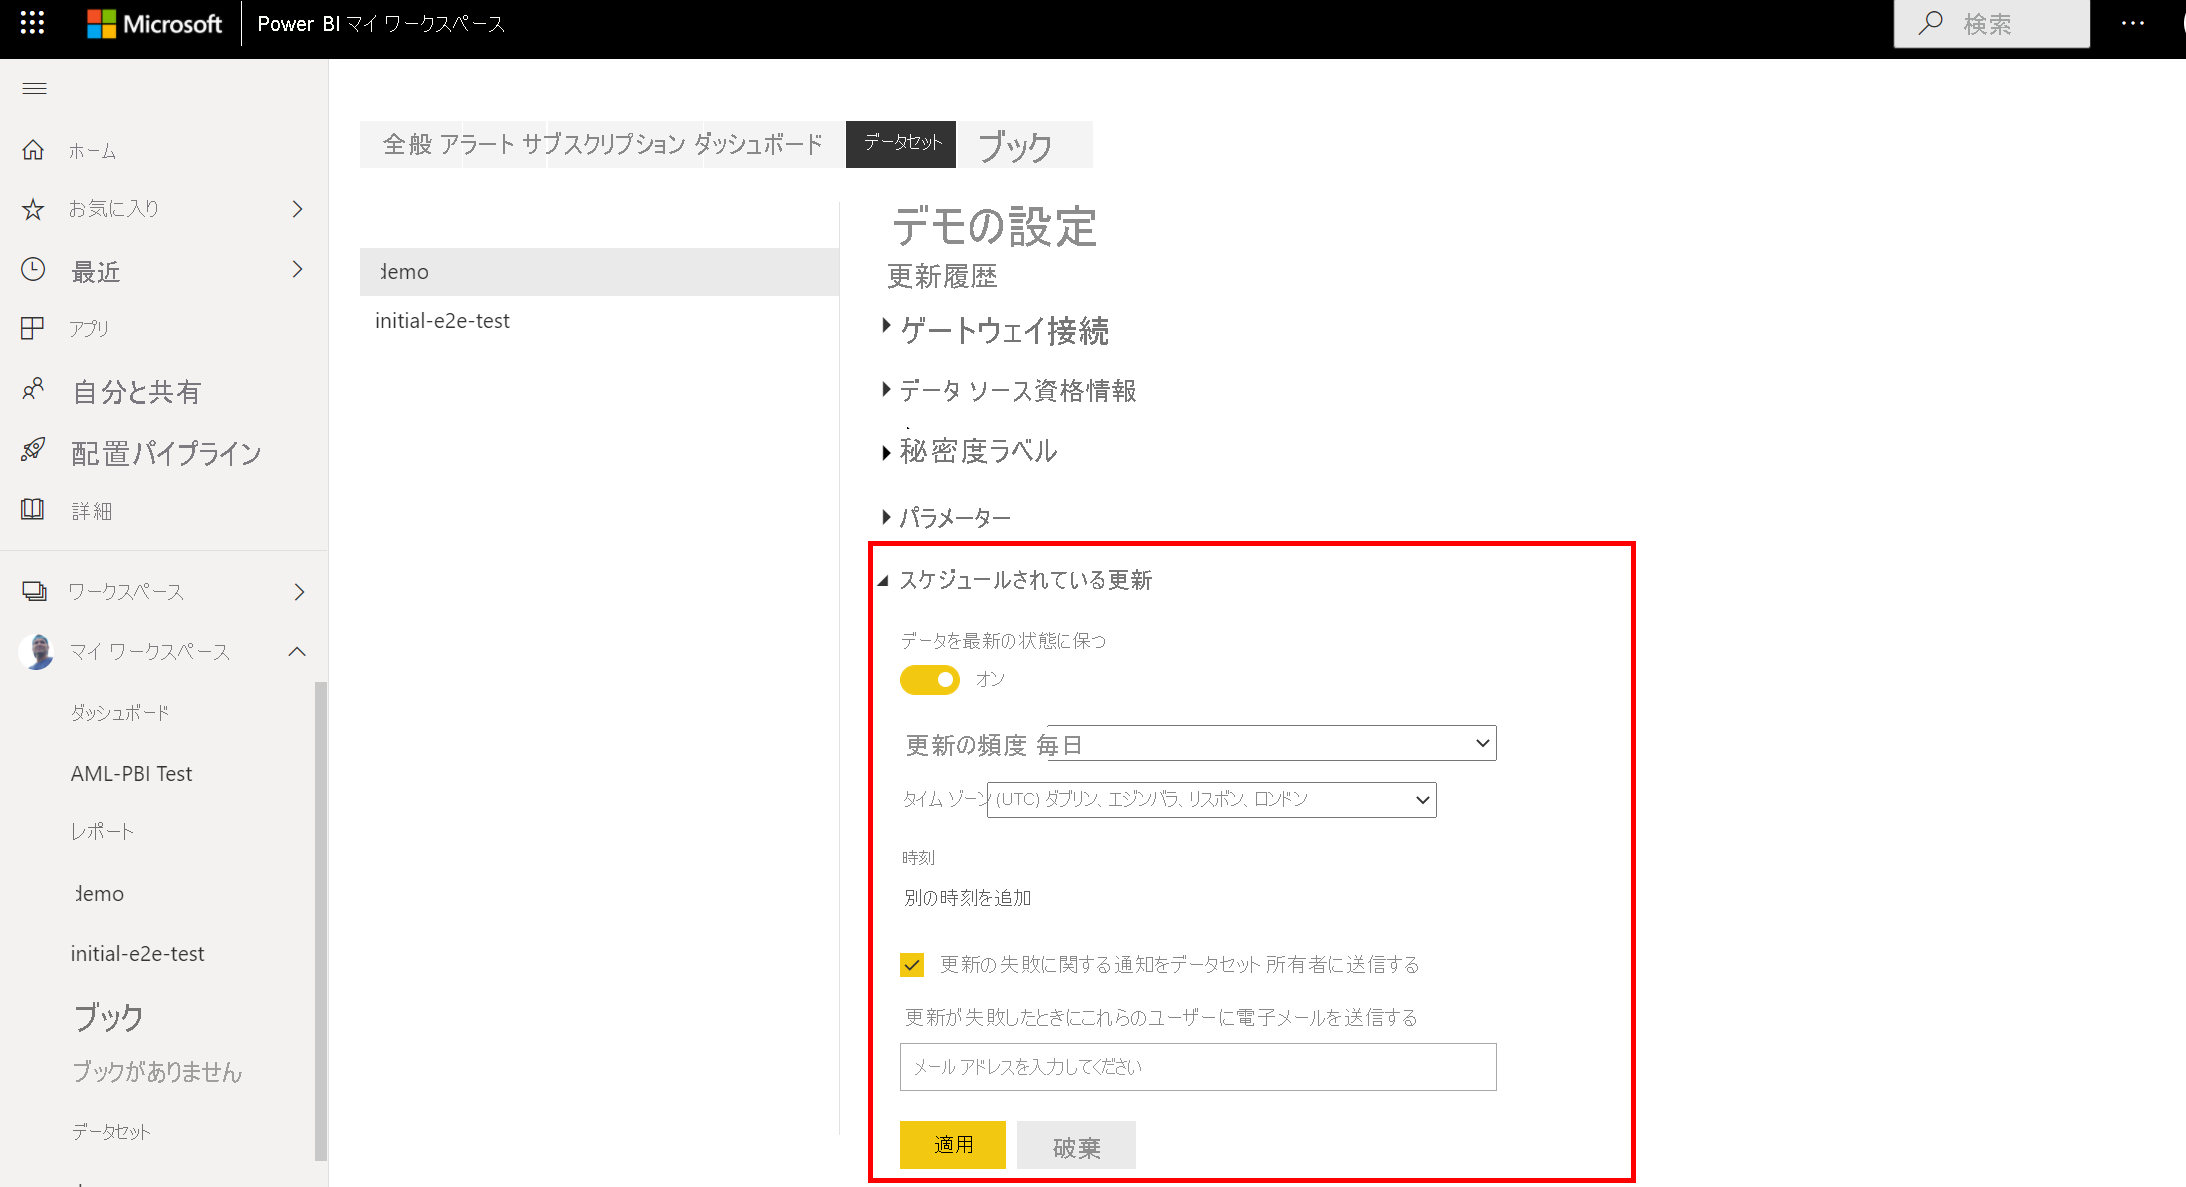 Microsoft Power BI マイ ワークスペース 検索
ホーム
お気に入り
最近
アプリ
自分と共有
配置パイプライン
詳細
ワークスペース
マイ ワークスペース
ダッシュボード
AML-PBI Test
レポート
demo
initial-e2e-test
ブック
ブックがありません
データセット
全般 アラート サブスクリプション ダッシュボード データセット ブック
demo
initial-e2e-test
デモの設定
更新履歴
ゲートウェイ接続
データ ソース資格情報
秘密度ラベル
パラメーター
スケジュールされている更新
データを最新の状態に保つ
オン
更新の頻度 毎日
タイム ゾーン (UTC) ダブリン、エジンバラ、リスボン、ロンドン
時刻
別の時刻を追加
更新の失敗に関する通知をデータセット 所有者に送信する
更新が失敗したときにこれらのユーザーに電子メールを送信する
メール アドレスを入力してください
適用 破棄